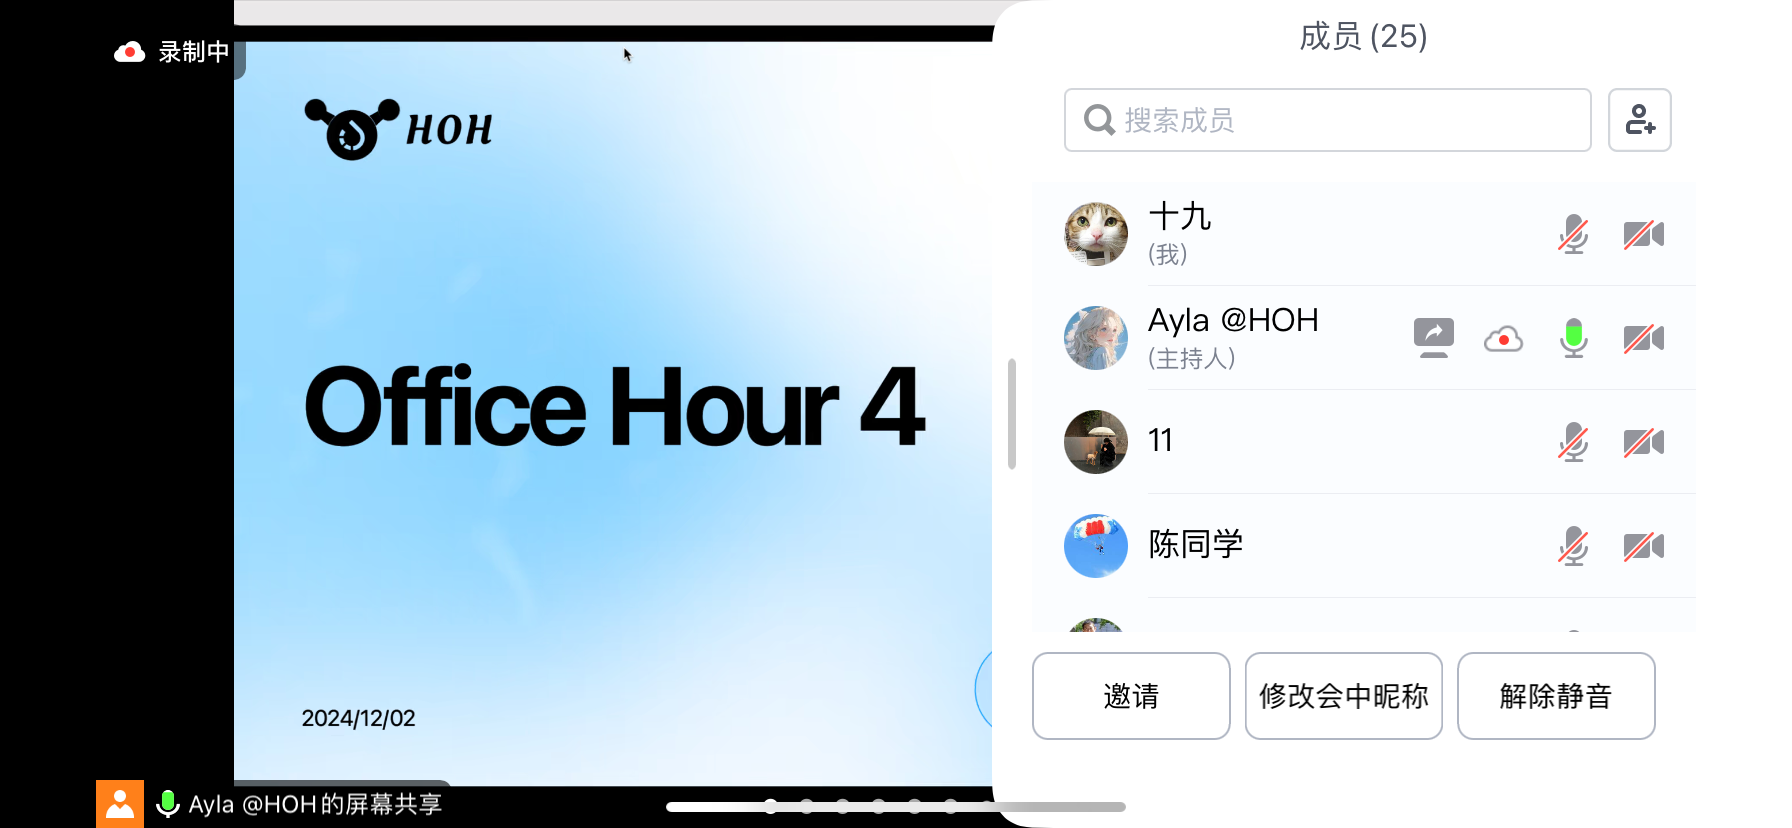 录制中
HOH
Office Hour 4
2024/12/02
Ayla @HOH的屏幕共享
成员 (25)
搜索成员
十九
(我)
Ayla @HOH
(主持人)
11
陈同学
邀请
修改会中昵称
解除静音